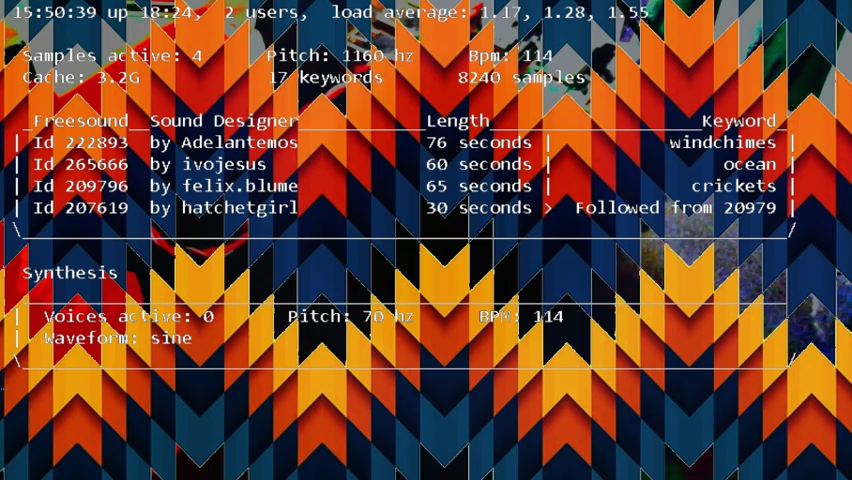 15:50:39 up 18:24, 2 users, load average: 1.17, 1.28, 1.55
Samples active: 4 Pitch: 1160 hz Bpm: 114
Cache: 3.2G 17 keywords 8240 samples
Freesound Sound Designer Length Keyword
| Id 222893 by Adelantemos 76 seconds | windchimes |
| Id 265666 by ivojesus 60 seconds | ocean |
| Id 209796 by felix.blume 65 seconds | crickets |
| Id 207619 by hatchetgirl 30 seconds > Followed from 20979 |
Synthesis
| Voices active: 0 Pitch: 70 hz BPM: 114
| Waveform: sine